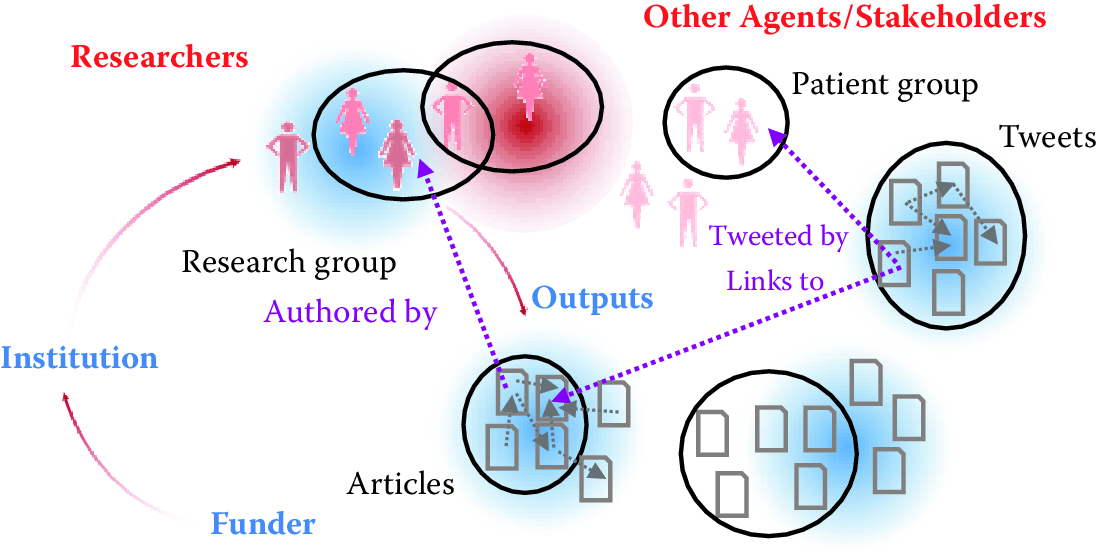 Other Agents/Stakeholders
Researchers
Patient group
Tweets
Tweeted by
Research group
Links to
Outputs
Authored by
Institution
Articles
Funder